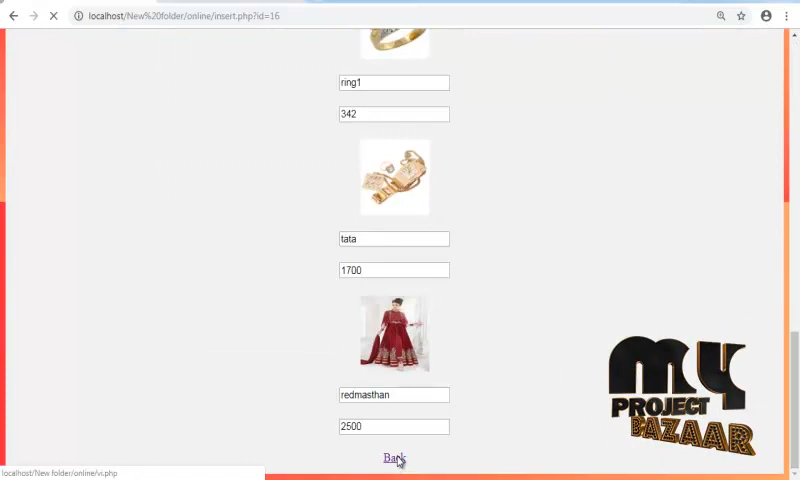 localhost/New%20folder/online/insert.php?id=16
ring1
342
tata
1700
redmasthan
2500
Back
MY
PROJECT
BAZAAR
localhost/New folder/online/vi.php